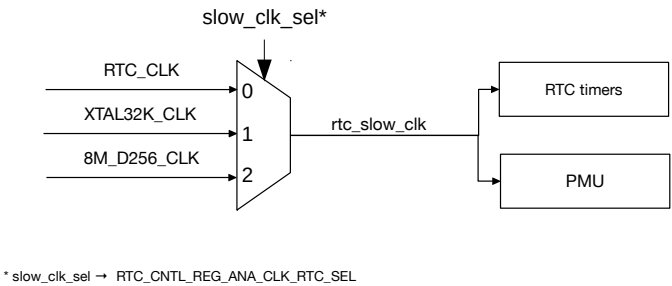 slow_clk_sel*
RTC_CLK
0
XTAL32K_CLK
1
8M_D256_CLK
2
rtc_slow_clk
RTC timers
PMU
* slow_clk_sel → RTC_CNTL_REG_ANA_CLK_RTC_SEL